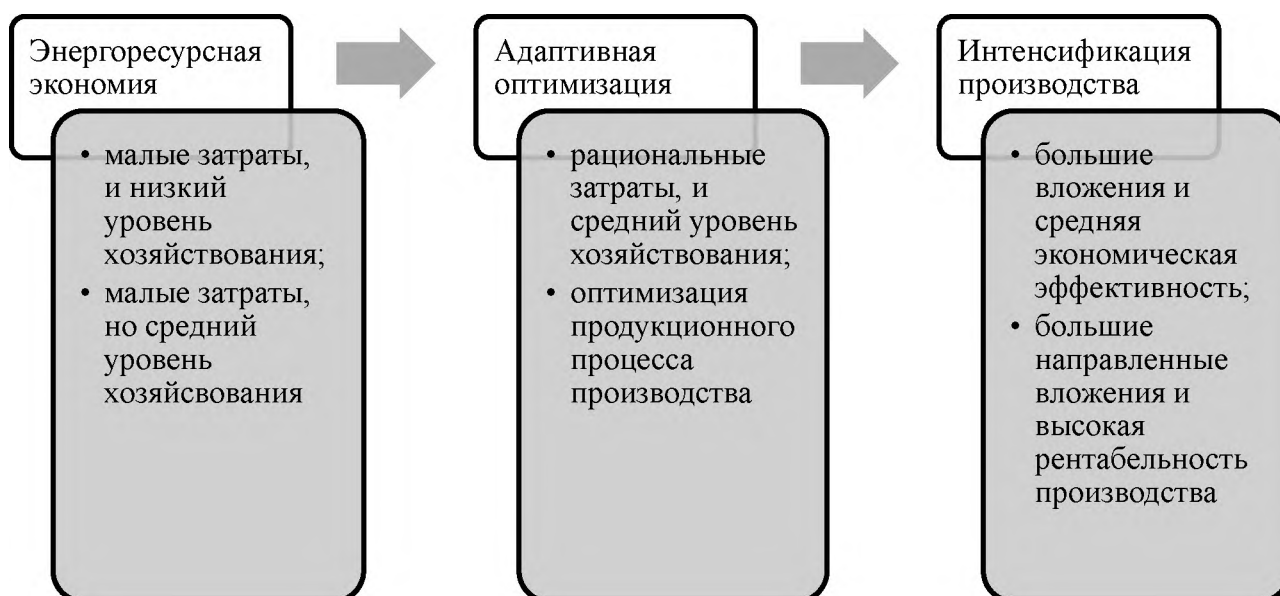 Энергоресурсная
экономия
• малые затраты,
и низкий
уровень
хозяйствования;
• малые затраты,
но средний
уровень
хозяйсвования
Адаптивная
оптимизация
• рациональные
затраты, и
средний уровень
хозяйствования;
• оптимизация
продукционного
процесса
производства
Интенсификация
производства
• большие
вложения и
средняя
экономическая
эффективность;
• большие
направленные
вложения и
высокая
рентабельность
производства